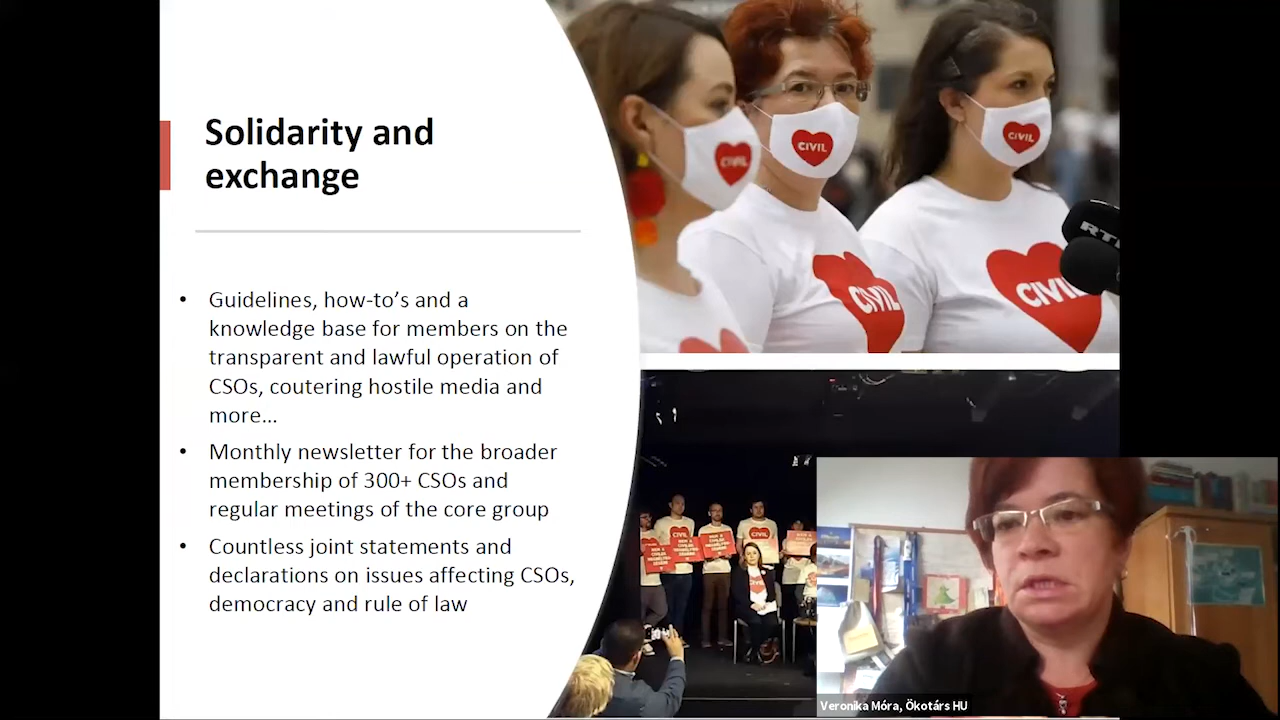 Solidarity and
exchange
• Guidelines, how-to’s and a
knowledge base for members on the
transparent and lawful operation of
CSOs, coutering hostile media and
more…
• Monthly newsletter for the broader
membership of 300+ CSOs and
regular meetings of the core group
• Countless joint statements and
declarations on issues affecting CSOs,
democracy and rule of law
CIVIL
CIVIL
CIVIL
RTL
CIVIL
CIVIL
CIVIL
CIVIL
Veronika Móra, Ökotárs HU